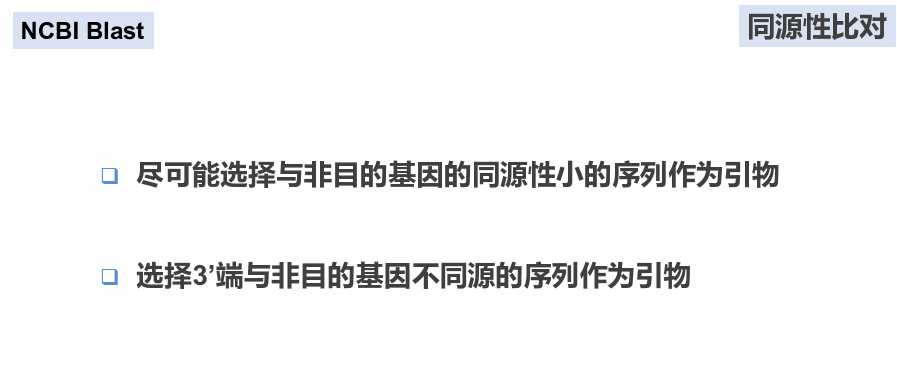 NCBI Blast
同源性比对
尽可能选择与非目的基因的同源性小的序列作为引物
选择3’端与非目的基因不同源的序列作为引物